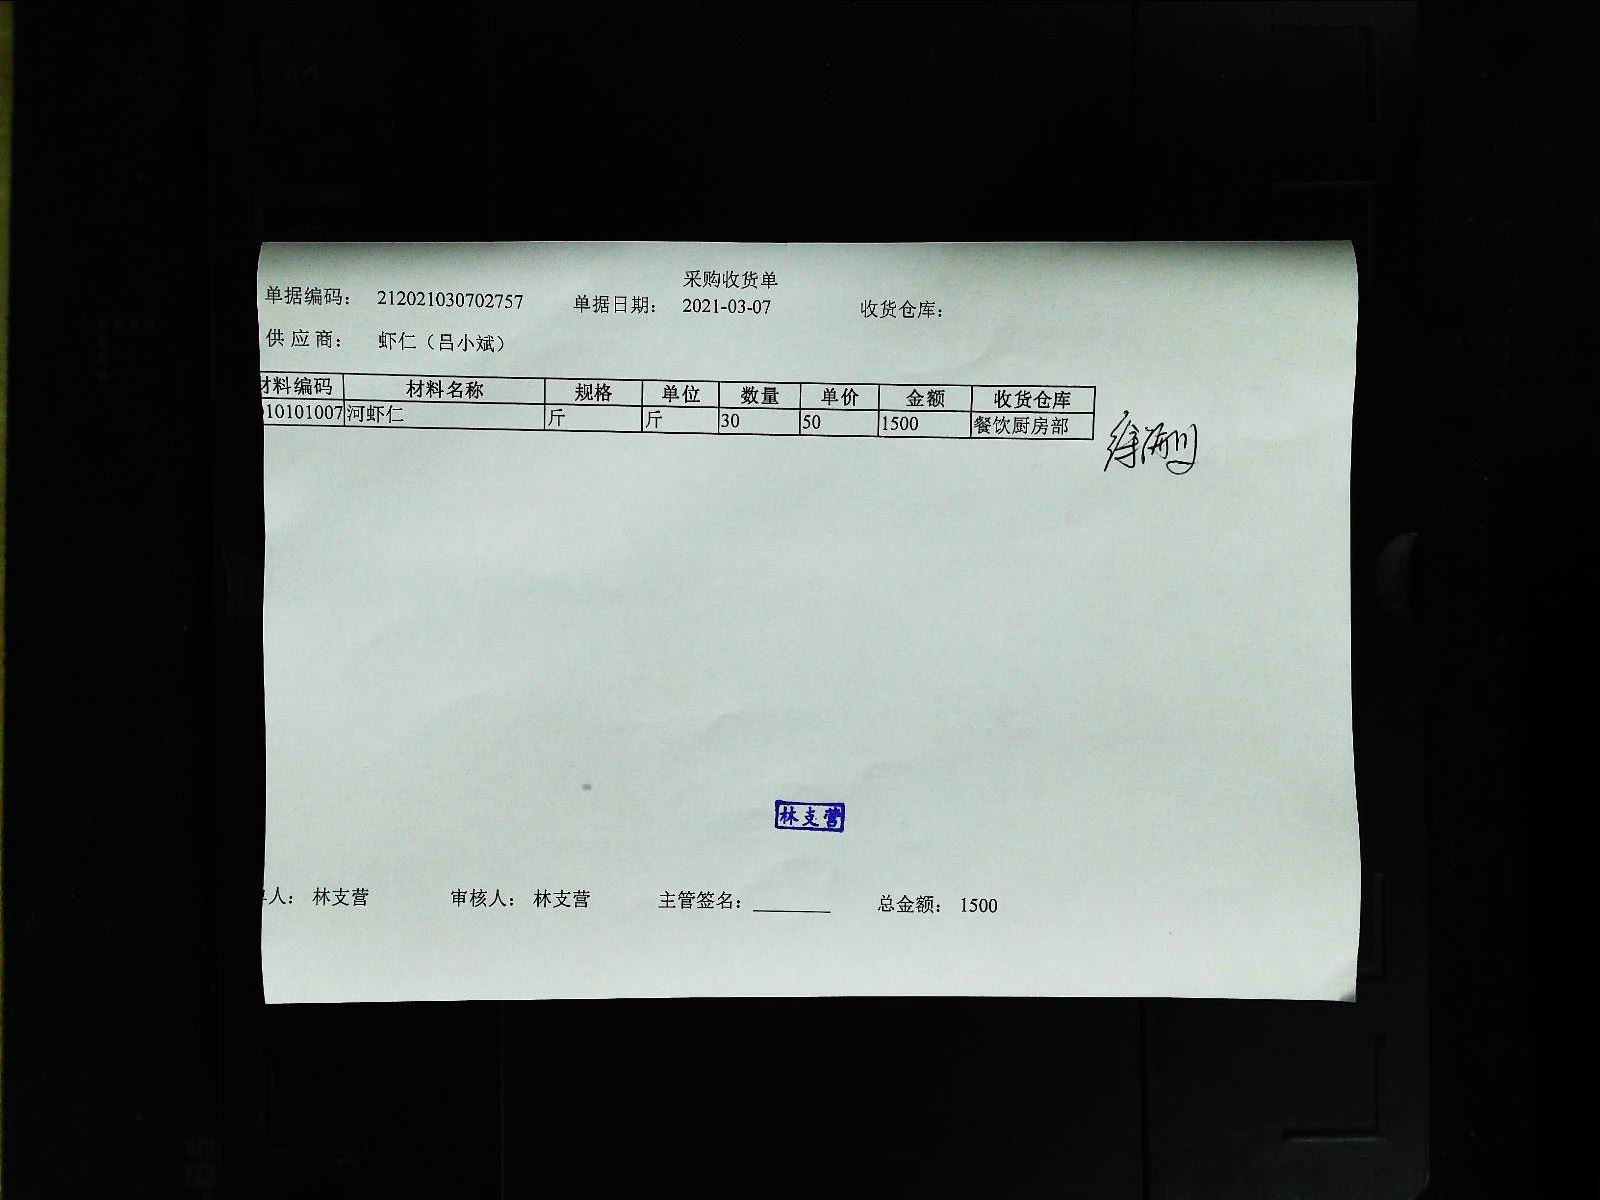 采购收货单
单据编码： 212021030702757 单据日期： 2021-03-07 收货仓库：
供应商： 虾仁（吕小斌）
材料编码 材料名称 规格 单位 数量 单价 金额 收货仓库
10101007 河虾仁 斤 斤 30 50 1500 餐饮厨房部
林支营
人： 林支营 审核人： 林支营 主管签名： 总金额： 1500